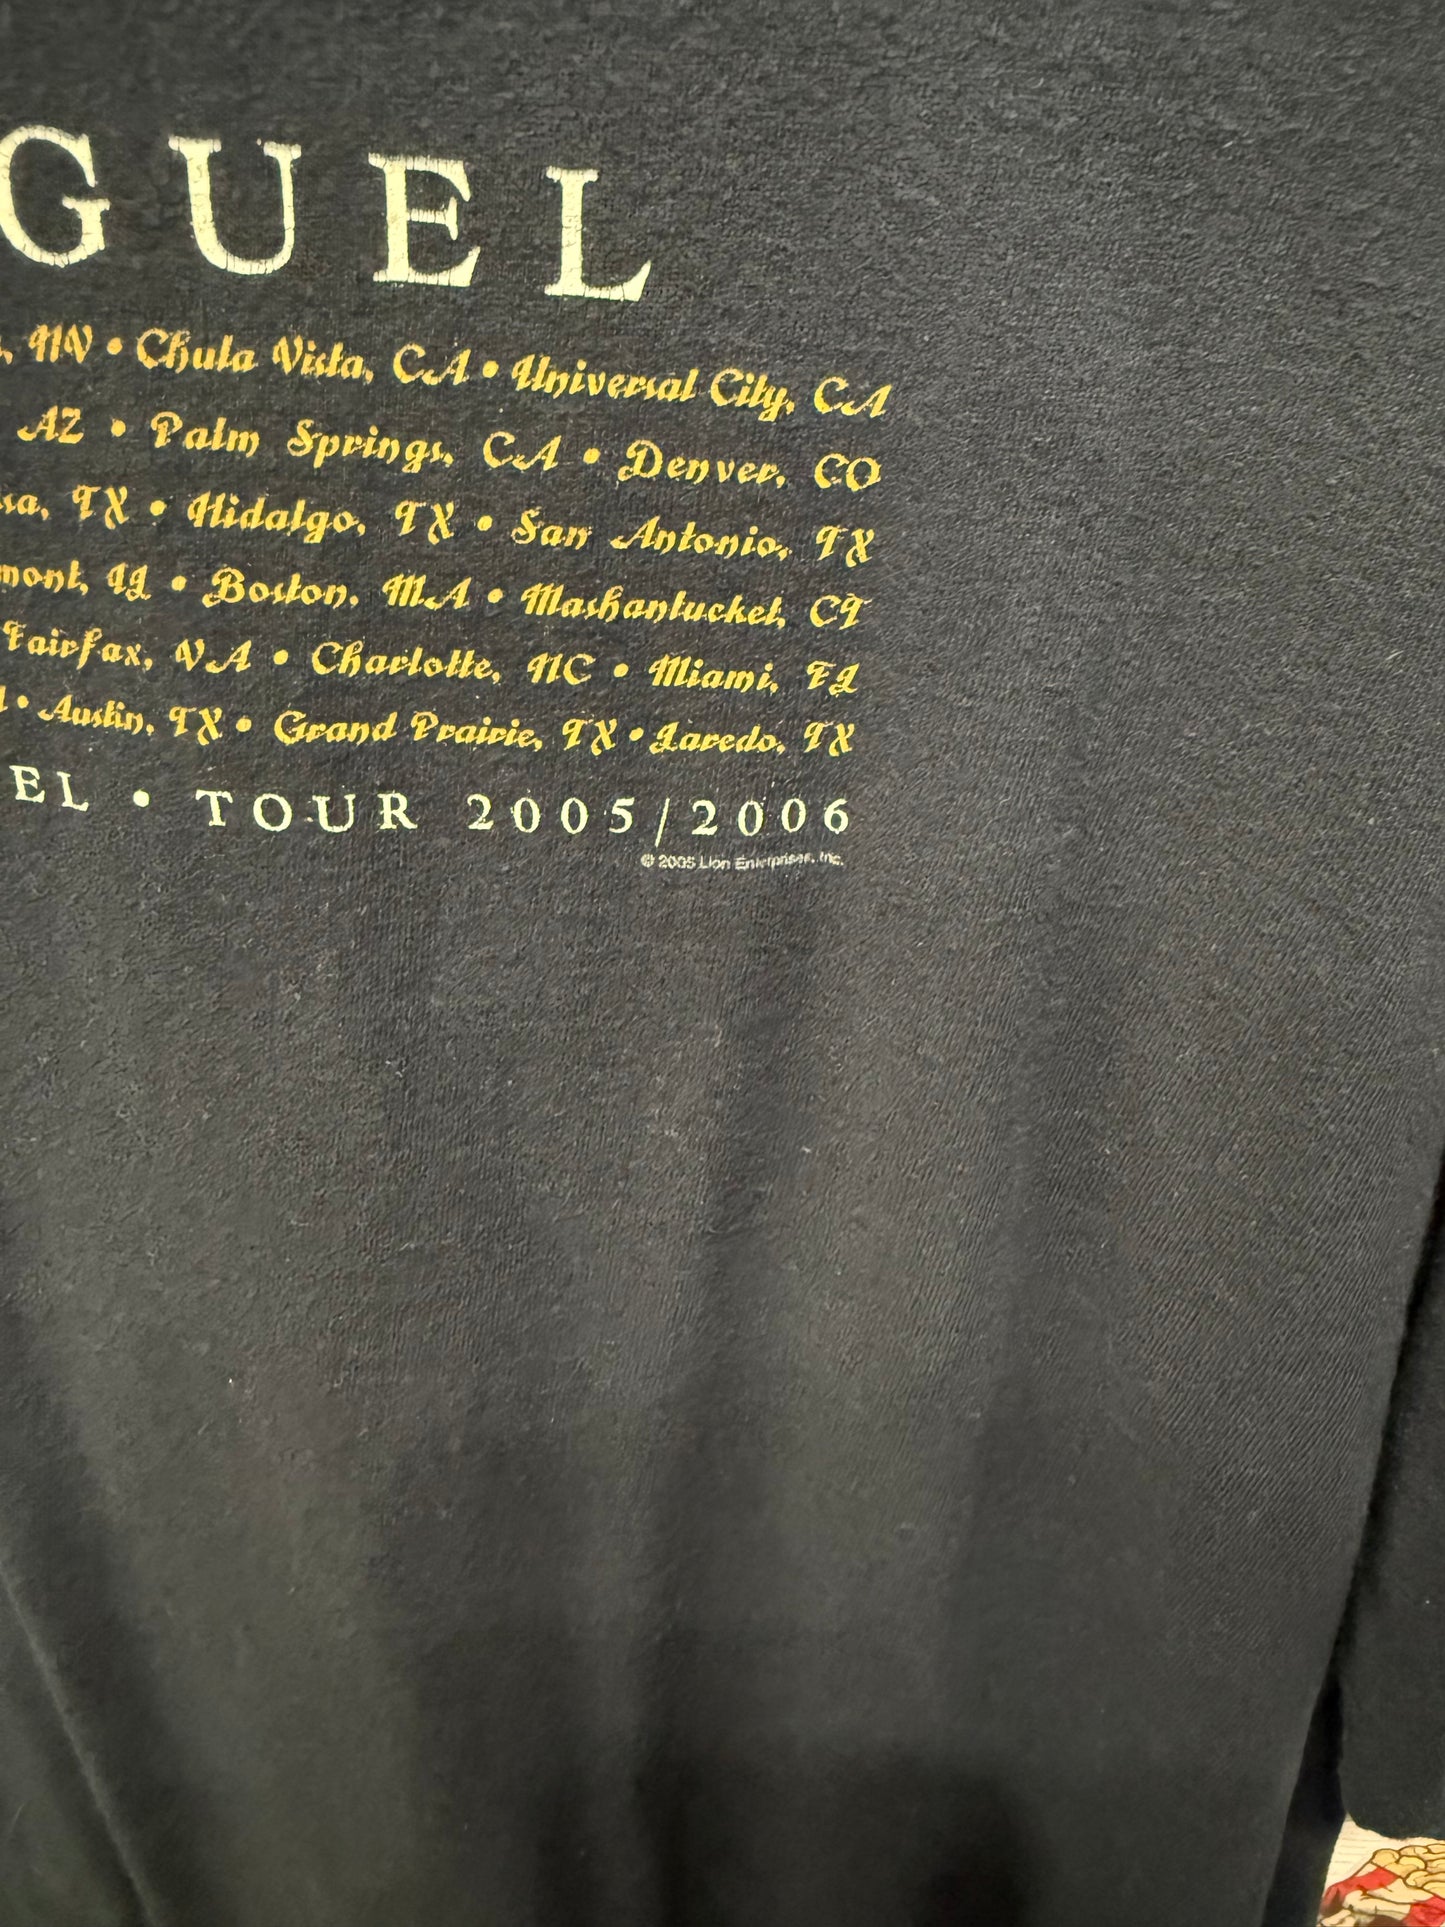 GUEL
NV • Chula Vista, CA • Universal City, CA
AZ • Palm Springs, CA • Denver, CO
sa, TX • Hidalgo, TX • San Antonio, TX
mont, IL • Boston, MA • Mashantucket, CT
Fairfax, VA • Charlotte, NC • Miami, FL
• Austin, TX • Grand Prairie, TX • Laredo, TX
EL • TOUR 2005/2006
© 2005 Lion Enterprises, Inc.